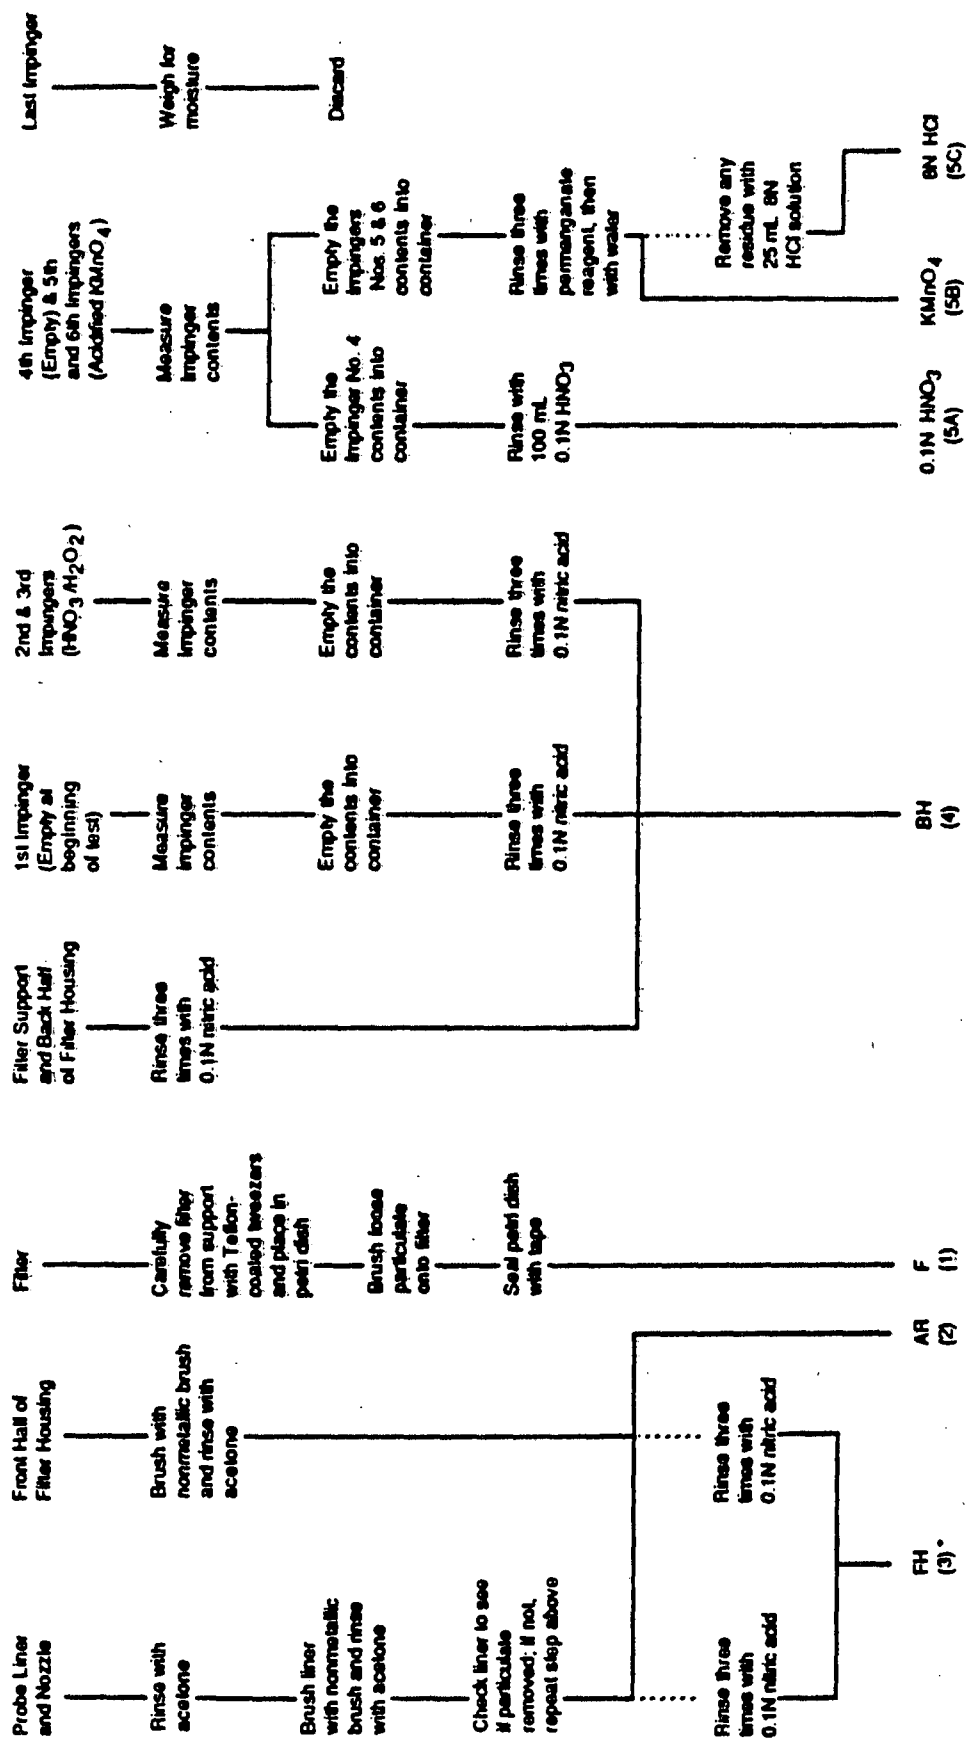 Probe Liner
and Nozzle
Rinse with
acetone
Brush liner
with nonmetallic
brush and rinse
with acetone
Check liner to see
if particulate
removed; if not,
repeat step above
Rinse three
times with
0.1N nitric acid
FH
(3)*
Front Half of
Filter Housing
Brush with
nonmetallic brush
and rinse with
acetone
Rinse three
times with
0.1N nitric acid
AR
(2)
Filter
Carefully
remove filter
from support
with Teflon-
coated tweezers
and place in
petri dish
Brush loose
particulate
onto filter
Seal petri dish
with tape
F
(1)
Filter Support
and Back Half
of Filter Housing
Rinse three
times with
0.1N nitric acid
1st Impinger
(Empty at
beginning
of test)
Measure
impinger
contents
Empty the
contents into
container
Rinse three
times with
0.1N nitric acid
BH
(4)
2nd & 3rd
Impingers
(HNO3/H2O2)
Measure
impinger
contents
Empty the
contents into
container
Rinse three
times with
0.1N nitric acid
4th Impinger
(Empty) & 5th
and 6th Impingers
(Acidified KMnO4)
Measure
impinger
contents
Empty the
Impinger No. 4
contents into
container
Rinse with
100 mL
0.1N HNO3
0.1N HNO3
(5A)
Empty the
Impingers
Nos. 5 & 6
contents into
container
Rinse three
times with
permanganate
reagent, then
with water
KMnO4
(5B)
Remove any
residue with
25 mL 8N
HCl solution
8N HCl
(5C)
Last Impinger
Weigh for
moisture
Discard